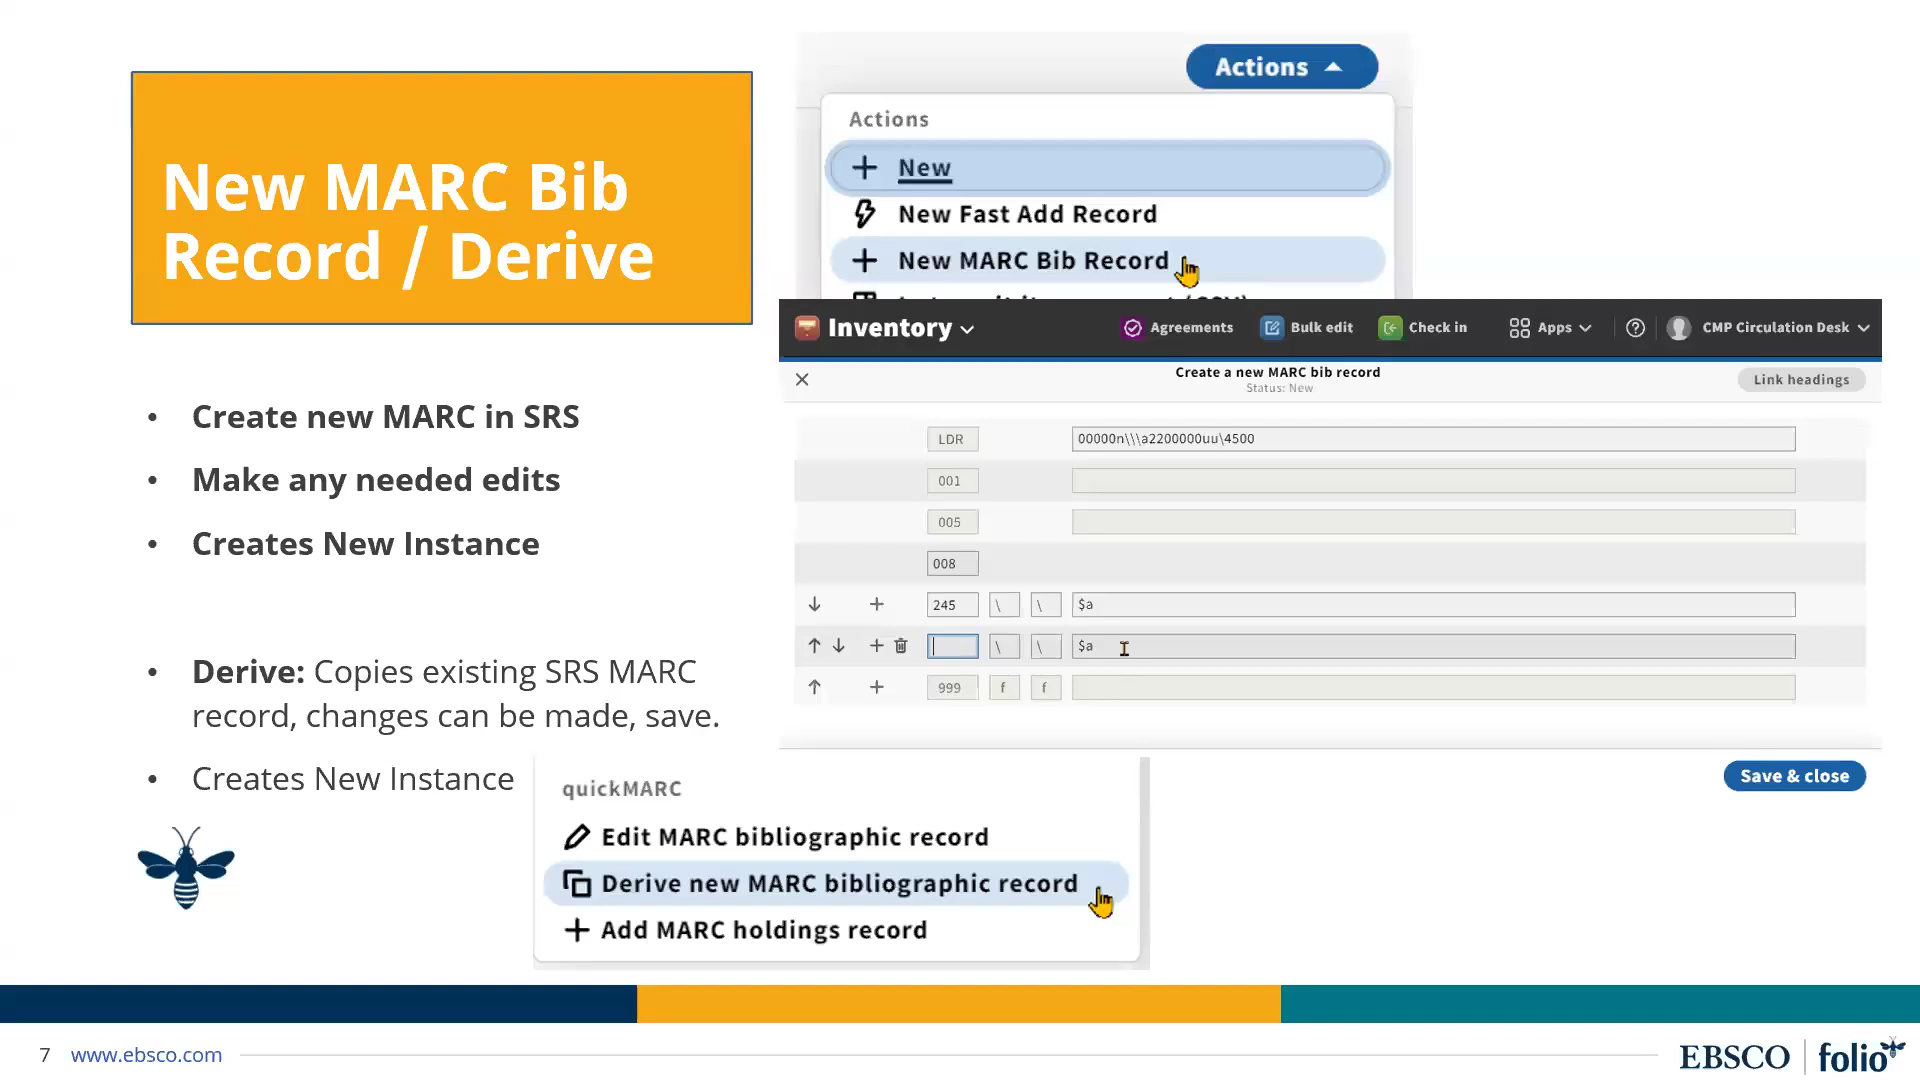 New MARC Bib
Record / Derive
• Create new MARC in SRS
• Make any needed edits
• Creates New Instance
• Derive: Copies existing SRS MARC
record, changes can be made, save.
• Creates New Instance
Actions
Actions
New
New Fast Add Record
New MARC Bib Record
Inventory
Agreements
Bulk edit
Check in
Apps
CMP Circulation Desk
Create a new MARC bib record
Status: New
Link headings
LDR 00000n\\\a2200000uu\4500
001
005
008
245 \ \ $a
\ \ $a
999 f f
Save & close
quickMARC
Edit MARC bibliographic record
Derive new MARC bibliographic record
Add MARC holdings record
7 www.ebsco.com
EBSCO folio